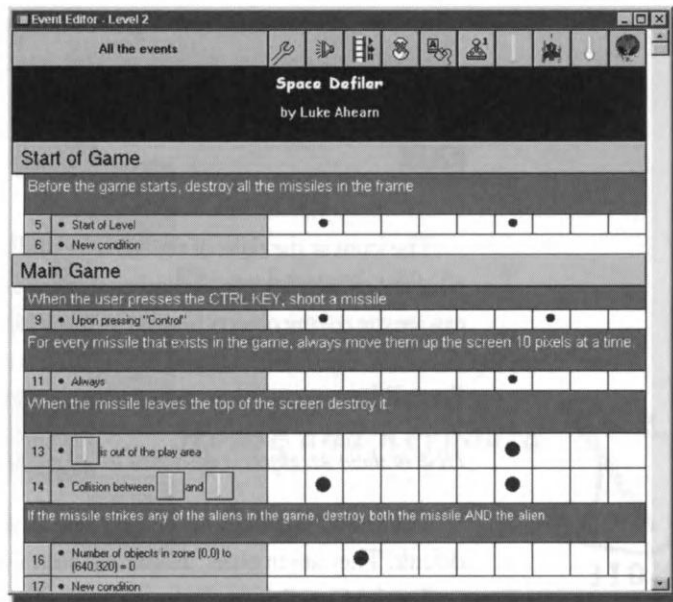 Event Editor - Level 2
All the events
Space Defiler
by Luke Ahearn
Start of Game
Before the game starts, destroy all the missiles in the frame
5 • Start of Level
6 • New condition
Main Game
When the user presses the CTRL KEY, shoot a missile
9 • Upon pressing "Control"
For every missile that exists in the game, always move them up the screen 10 pixels at a time.
11 • Always
When the missile leaves the top of the screen destroy it.
13 • is out of the play area
14 • Collision between and
If the missile strikes any of the aliens in the game, destroy both the missile AND the alien
16 • Number of objects in zone (0,0) to
(640,320) = 0
17 • New condition